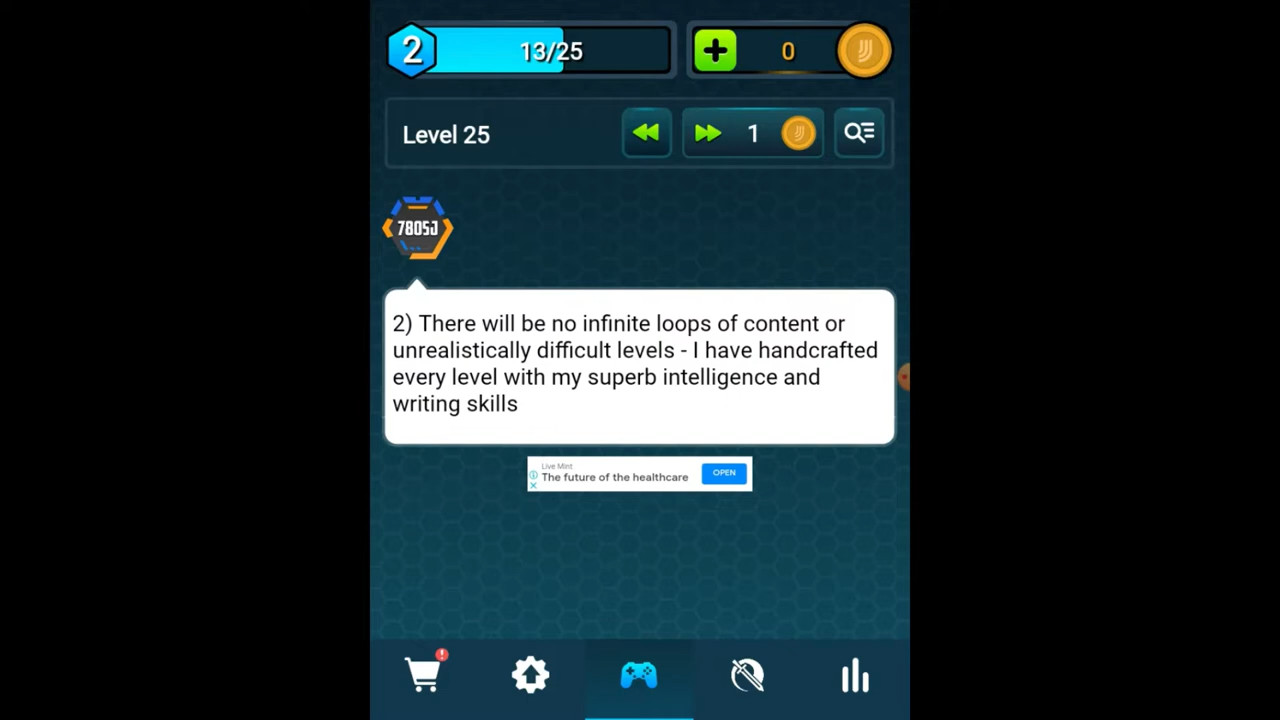 2
13/25
0
Level 25
1
7805J
2) There will be no infinite loops of content or
unrealistically difficult levels - I have handcrafted
every level with my superb intelligence and
writing skills
Live Mint
The future of the healthcare
OPEN